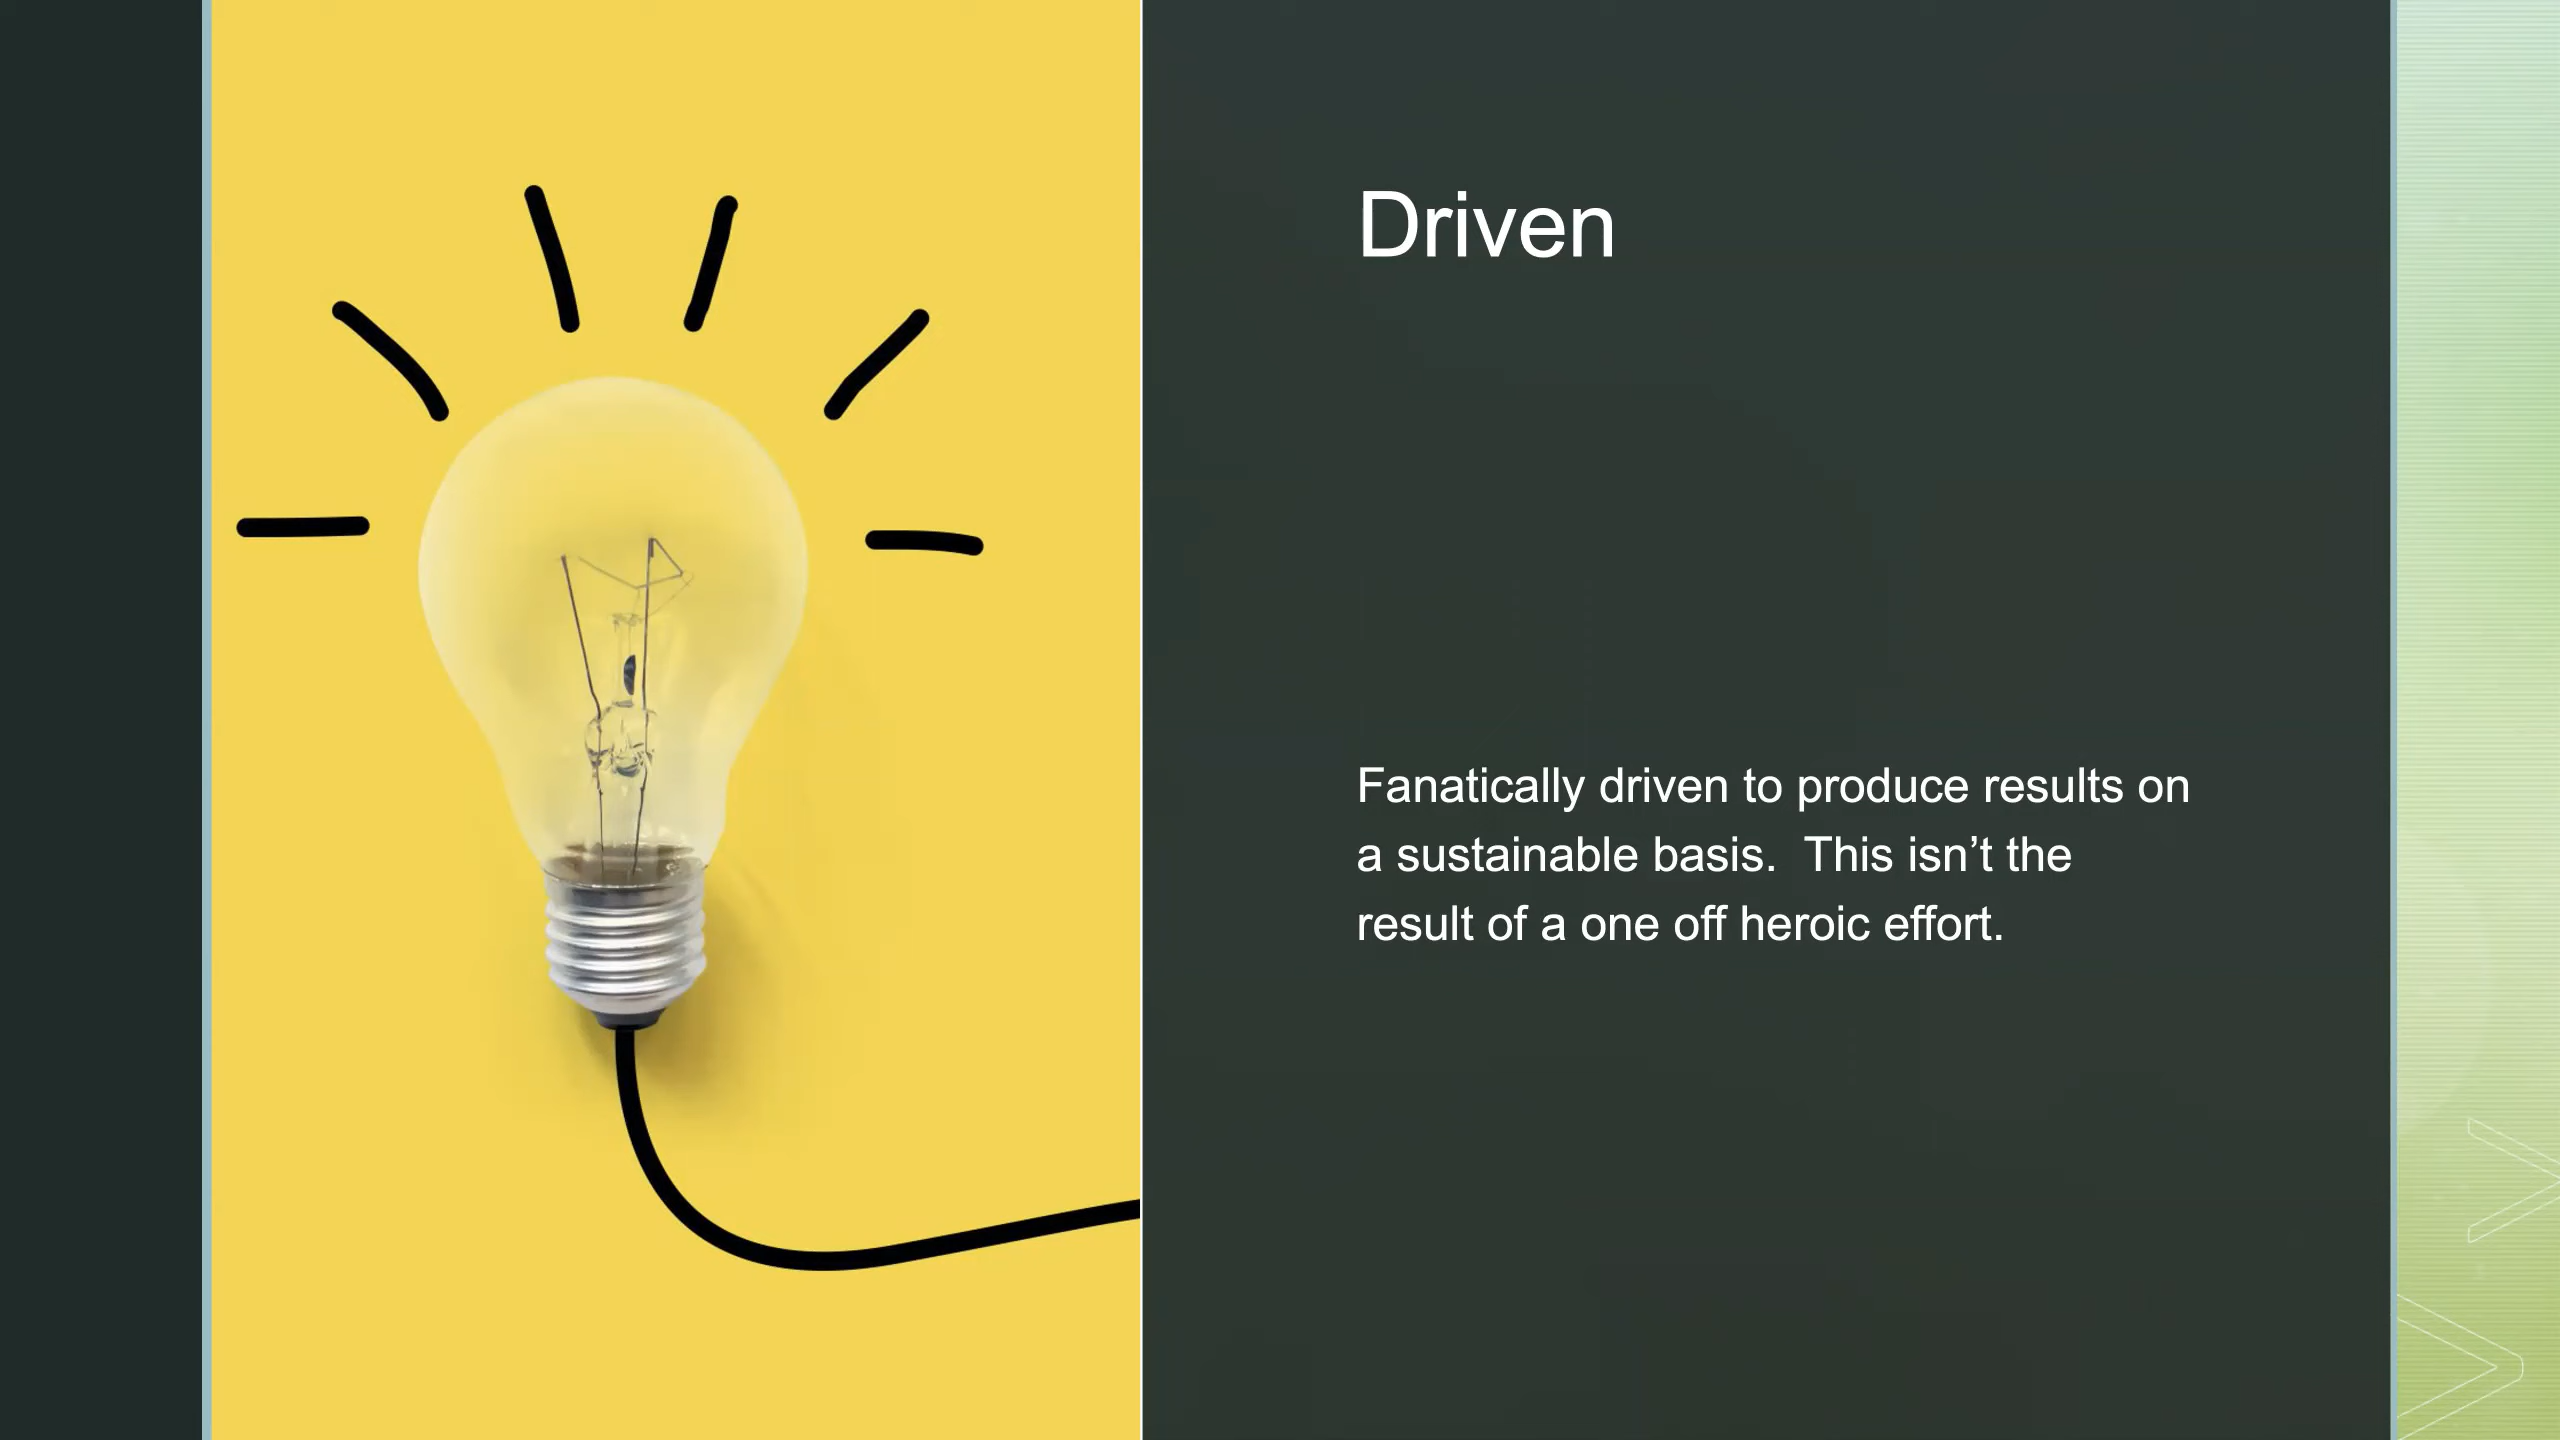 Driven
Fanatically driven to produce results on
a sustainable basis.  This isn’t the
result of a one off heroic effort.